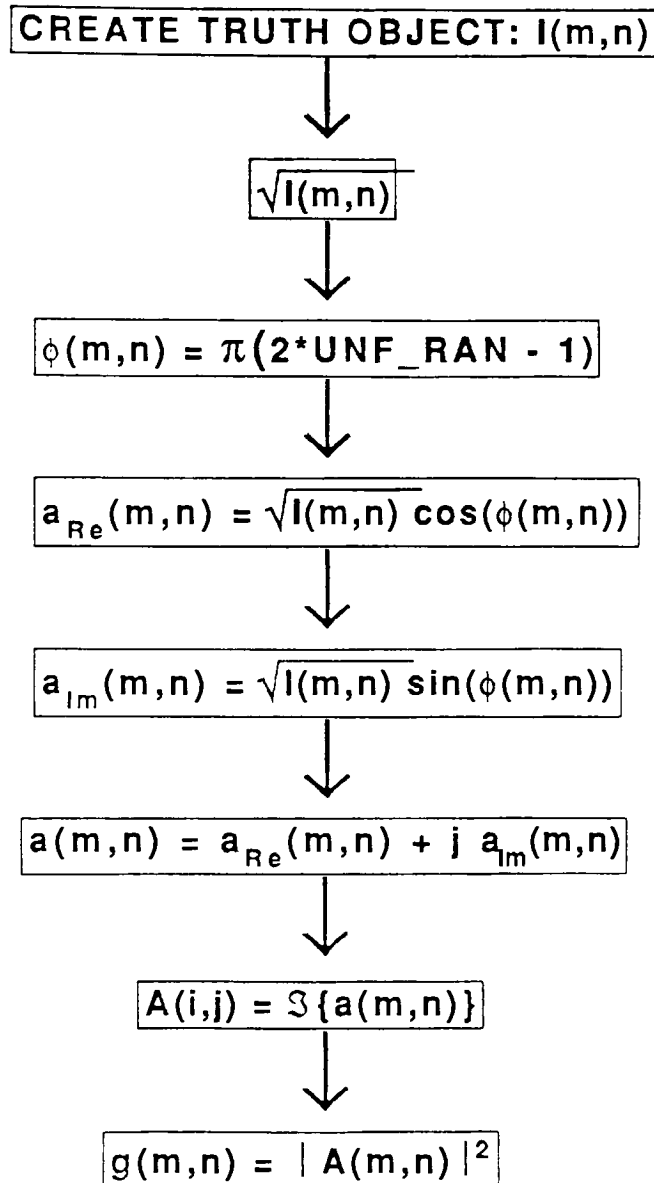 CREATE TRUTH OBJECT: I(m,n)
√I(m,n)
ϕ(m,n) = π(2*UNF_RAN - 1)
a_Re(m,n) = √I(m,n) cos(ϕ(m,n))
a_Im(m,n) = √I(m,n) sin(ϕ(m,n))
a(m,n) = a_Re(m,n) + j a_Im(m,n)
A(i,j) = ℑ{a(m,n)}
g(m,n) = | A(m,n) |²